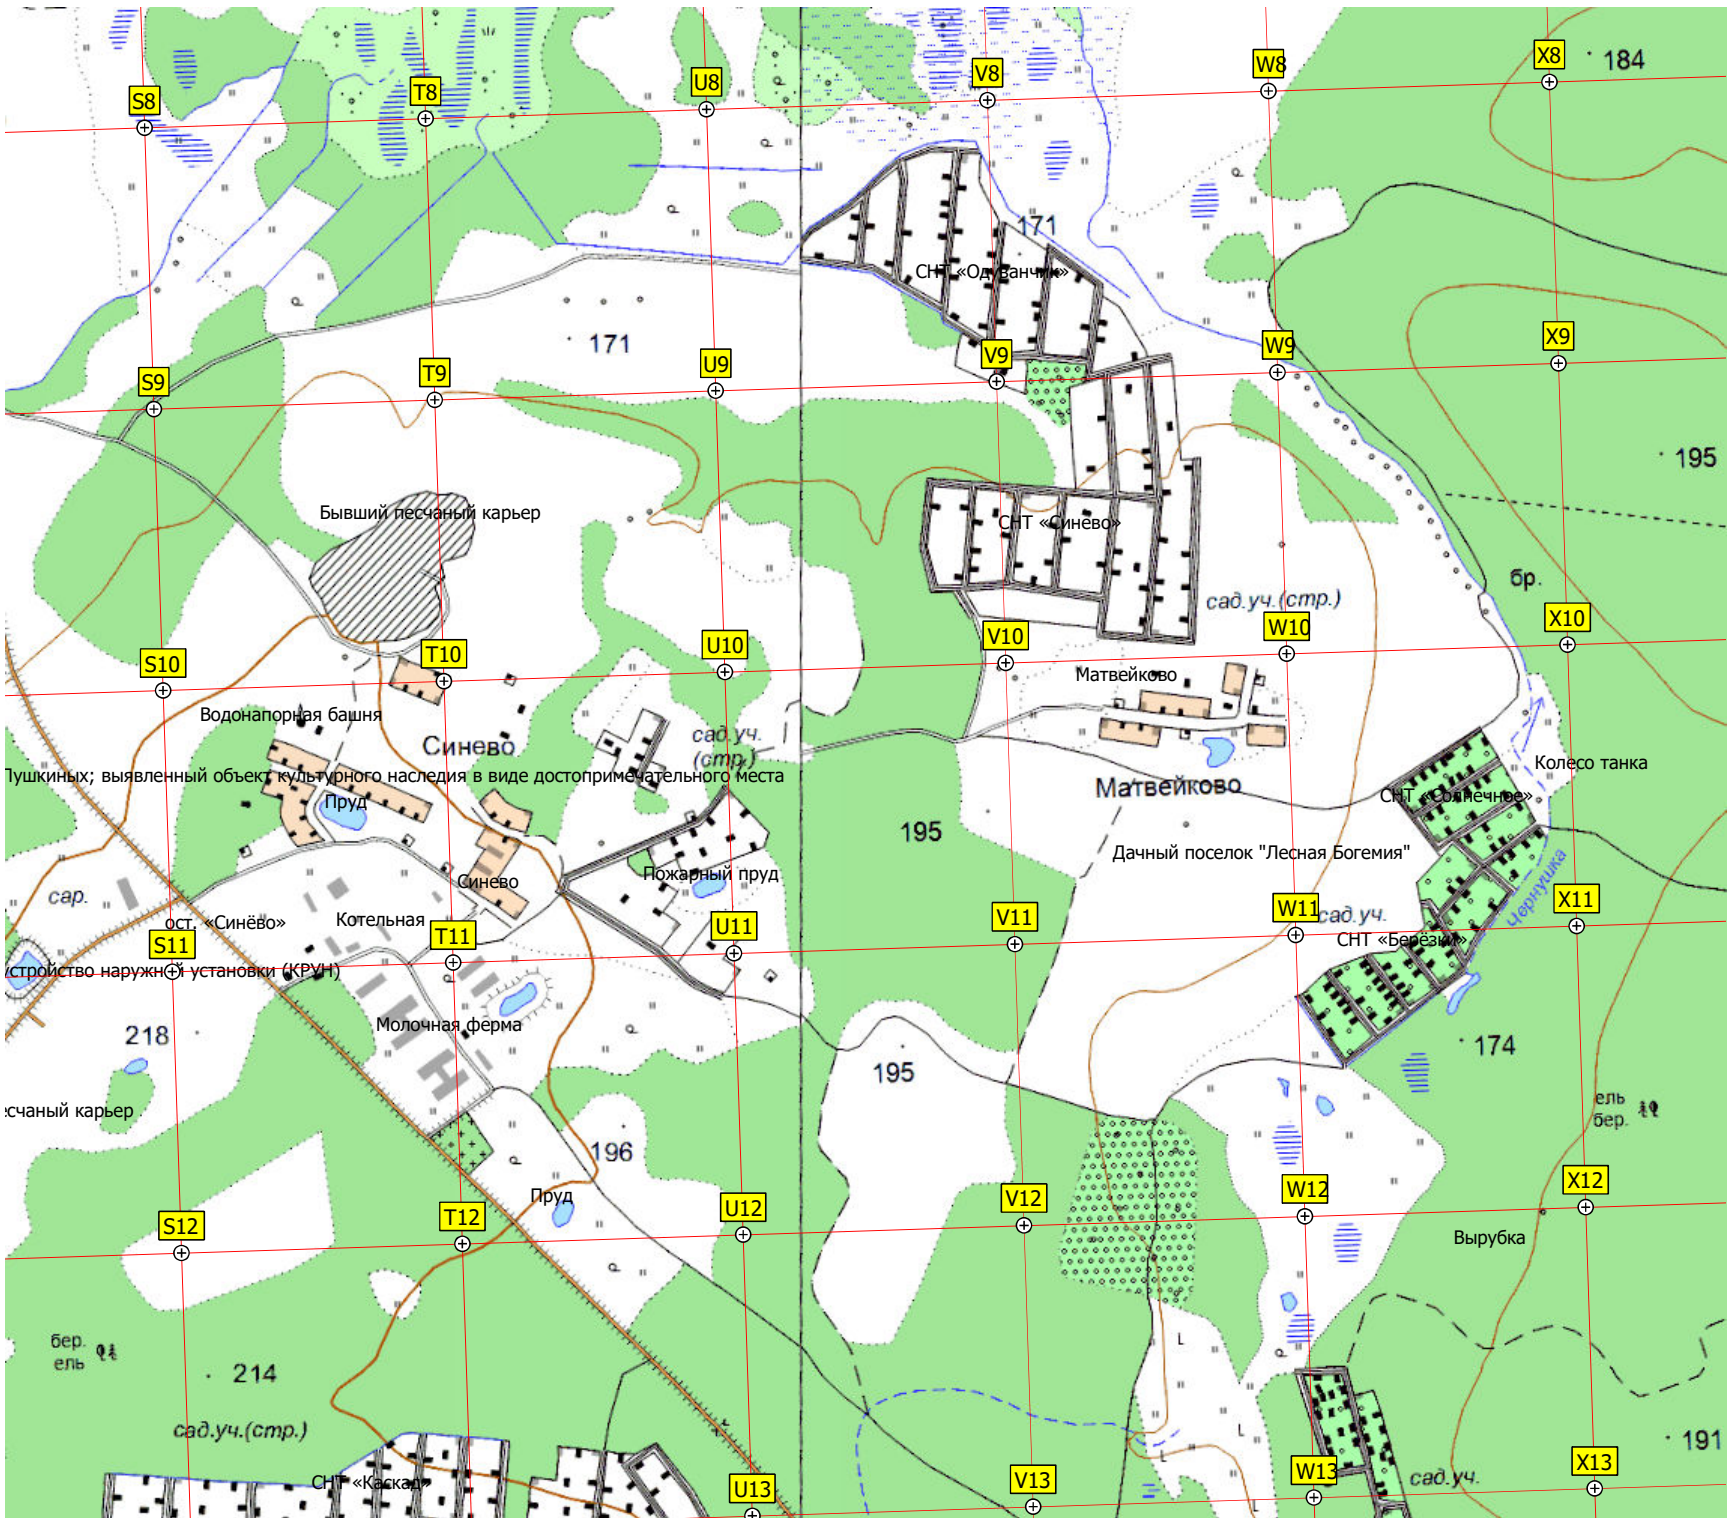 W8
X8
184
V8
U8
T8
S8
171
СНТ «Одуванчик»
171
W9
X9
V9
U9
T9
S9
195
Бывший песчаный карьер
СНТ «Синево»
бр.
сад.уч.(стр.)
W10
X10
V10
U10
T10
S10
Матвейково
Водонапорная башня
Синево
сад.уч.
(стр.)
Пушкиных; выявленный объект культурного наследия в виде достопримечательного места
Колесо танка
Матвейково
СНТ «Солнечное»
Пруд
195
Дачный поселок "Лесная Богемия"
Пожарный пруд
Синево
Чернушка
сар.
ост. «Синёво»
Котельная
W11
сад.уч.
X11
V11
U11
T11
S11
СНТ «Берёзки»
устройство наружной установки (КРУН)
Молочная ферма
218
174
195
есчаный карьер
ель
бер.
196
Пруд
X12
W12
V12
U12
T12
S12
Вырубка
бер.
ель
214
сад.уч.(стр.)
191
СНТ «Каскад»
сад.уч.
X13
W13
V13
U13